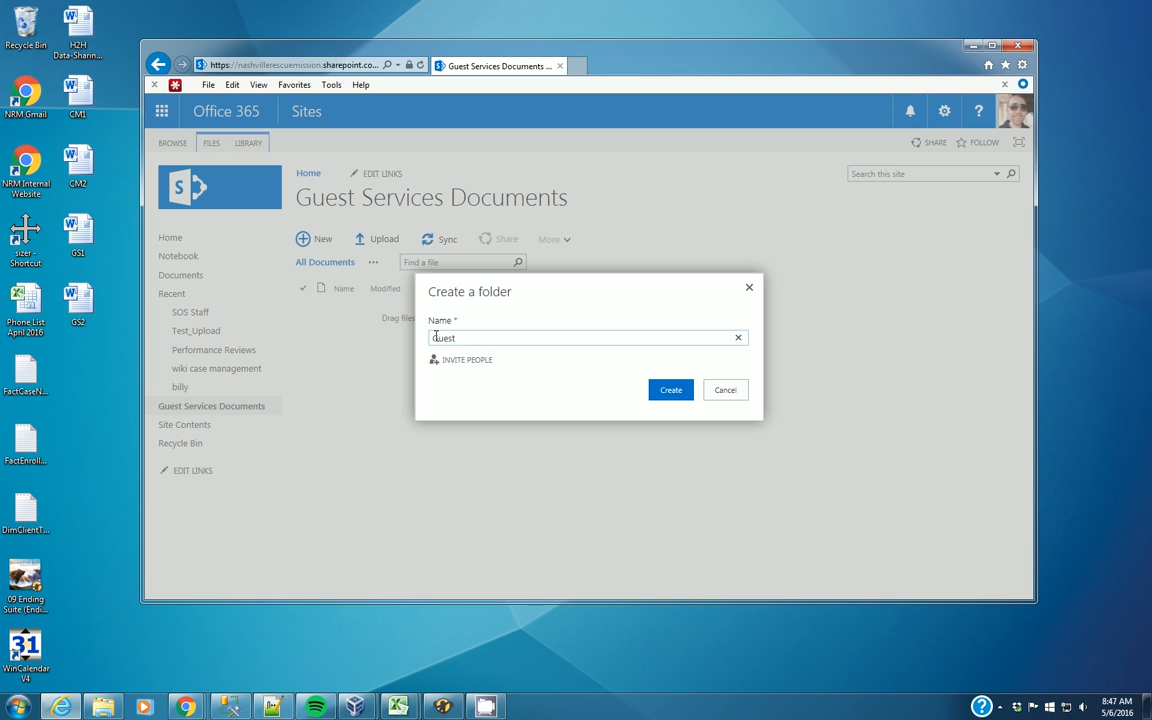 Recycle Bin
H2H
Data-Sharin...
NRM Gmail
CM1
NRM Internal
Website
CM2
sizer -
Shortcut
GS1
Phone List
April 2016
GS2
FactCaseN...
FactEnroll...
DimClientT...
09 Ending
Suite (Endi...
31
WinCalendar
V4
https://nashvillerescuemission.sharepoint.co...
Guest Services Documents ...
File Edit View Favorites Tools Help
Office 365 Sites
BROWSE FILES LIBRARY
SHARE FOLLOW
S
Home EDIT LINKS
Guest Services Documents
Search this site
Home
Notebook
Documents
Recent
SOS Staff
Test_Upload
Performance Reviews
wiki case management
billy
Guest Services Documents
Site Contents
Recycle Bin
EDIT LINKS
New Upload Sync Share More
All Documents ... Find a file
Name Modified
Drag files
Create a folder
Name *
Guest
INVITE PEOPLE
Create Cancel
8:47 AM
5/6/2016